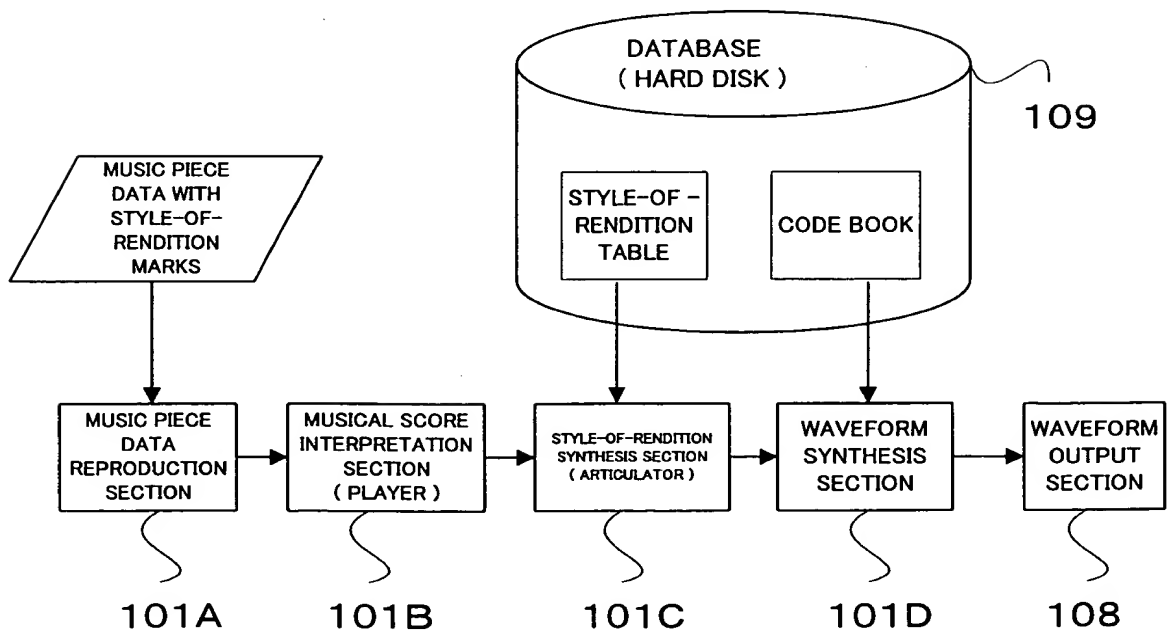 DATABASE
( HARD DISK )
109
MUSIC PIECE
DATA WITH
STYLE-OF-
RENDITION
MARKS
STYLE-OF -
RENDITION
TABLE
CODE BOOK
MUSIC PIECE
DATA
REPRODUCTION
SECTION
MUSICAL SCORE
INTERPRETATION
SECTION
( PLAYER )
STYLE-OF-RENDITION
SYNTHESIS SECTION
( ARTICULATOR )
WAVEFORM
SYNTHESIS
SECTION
WAVEFORM
OUTPUT
SECTION
101A
101B
101C
101D
108